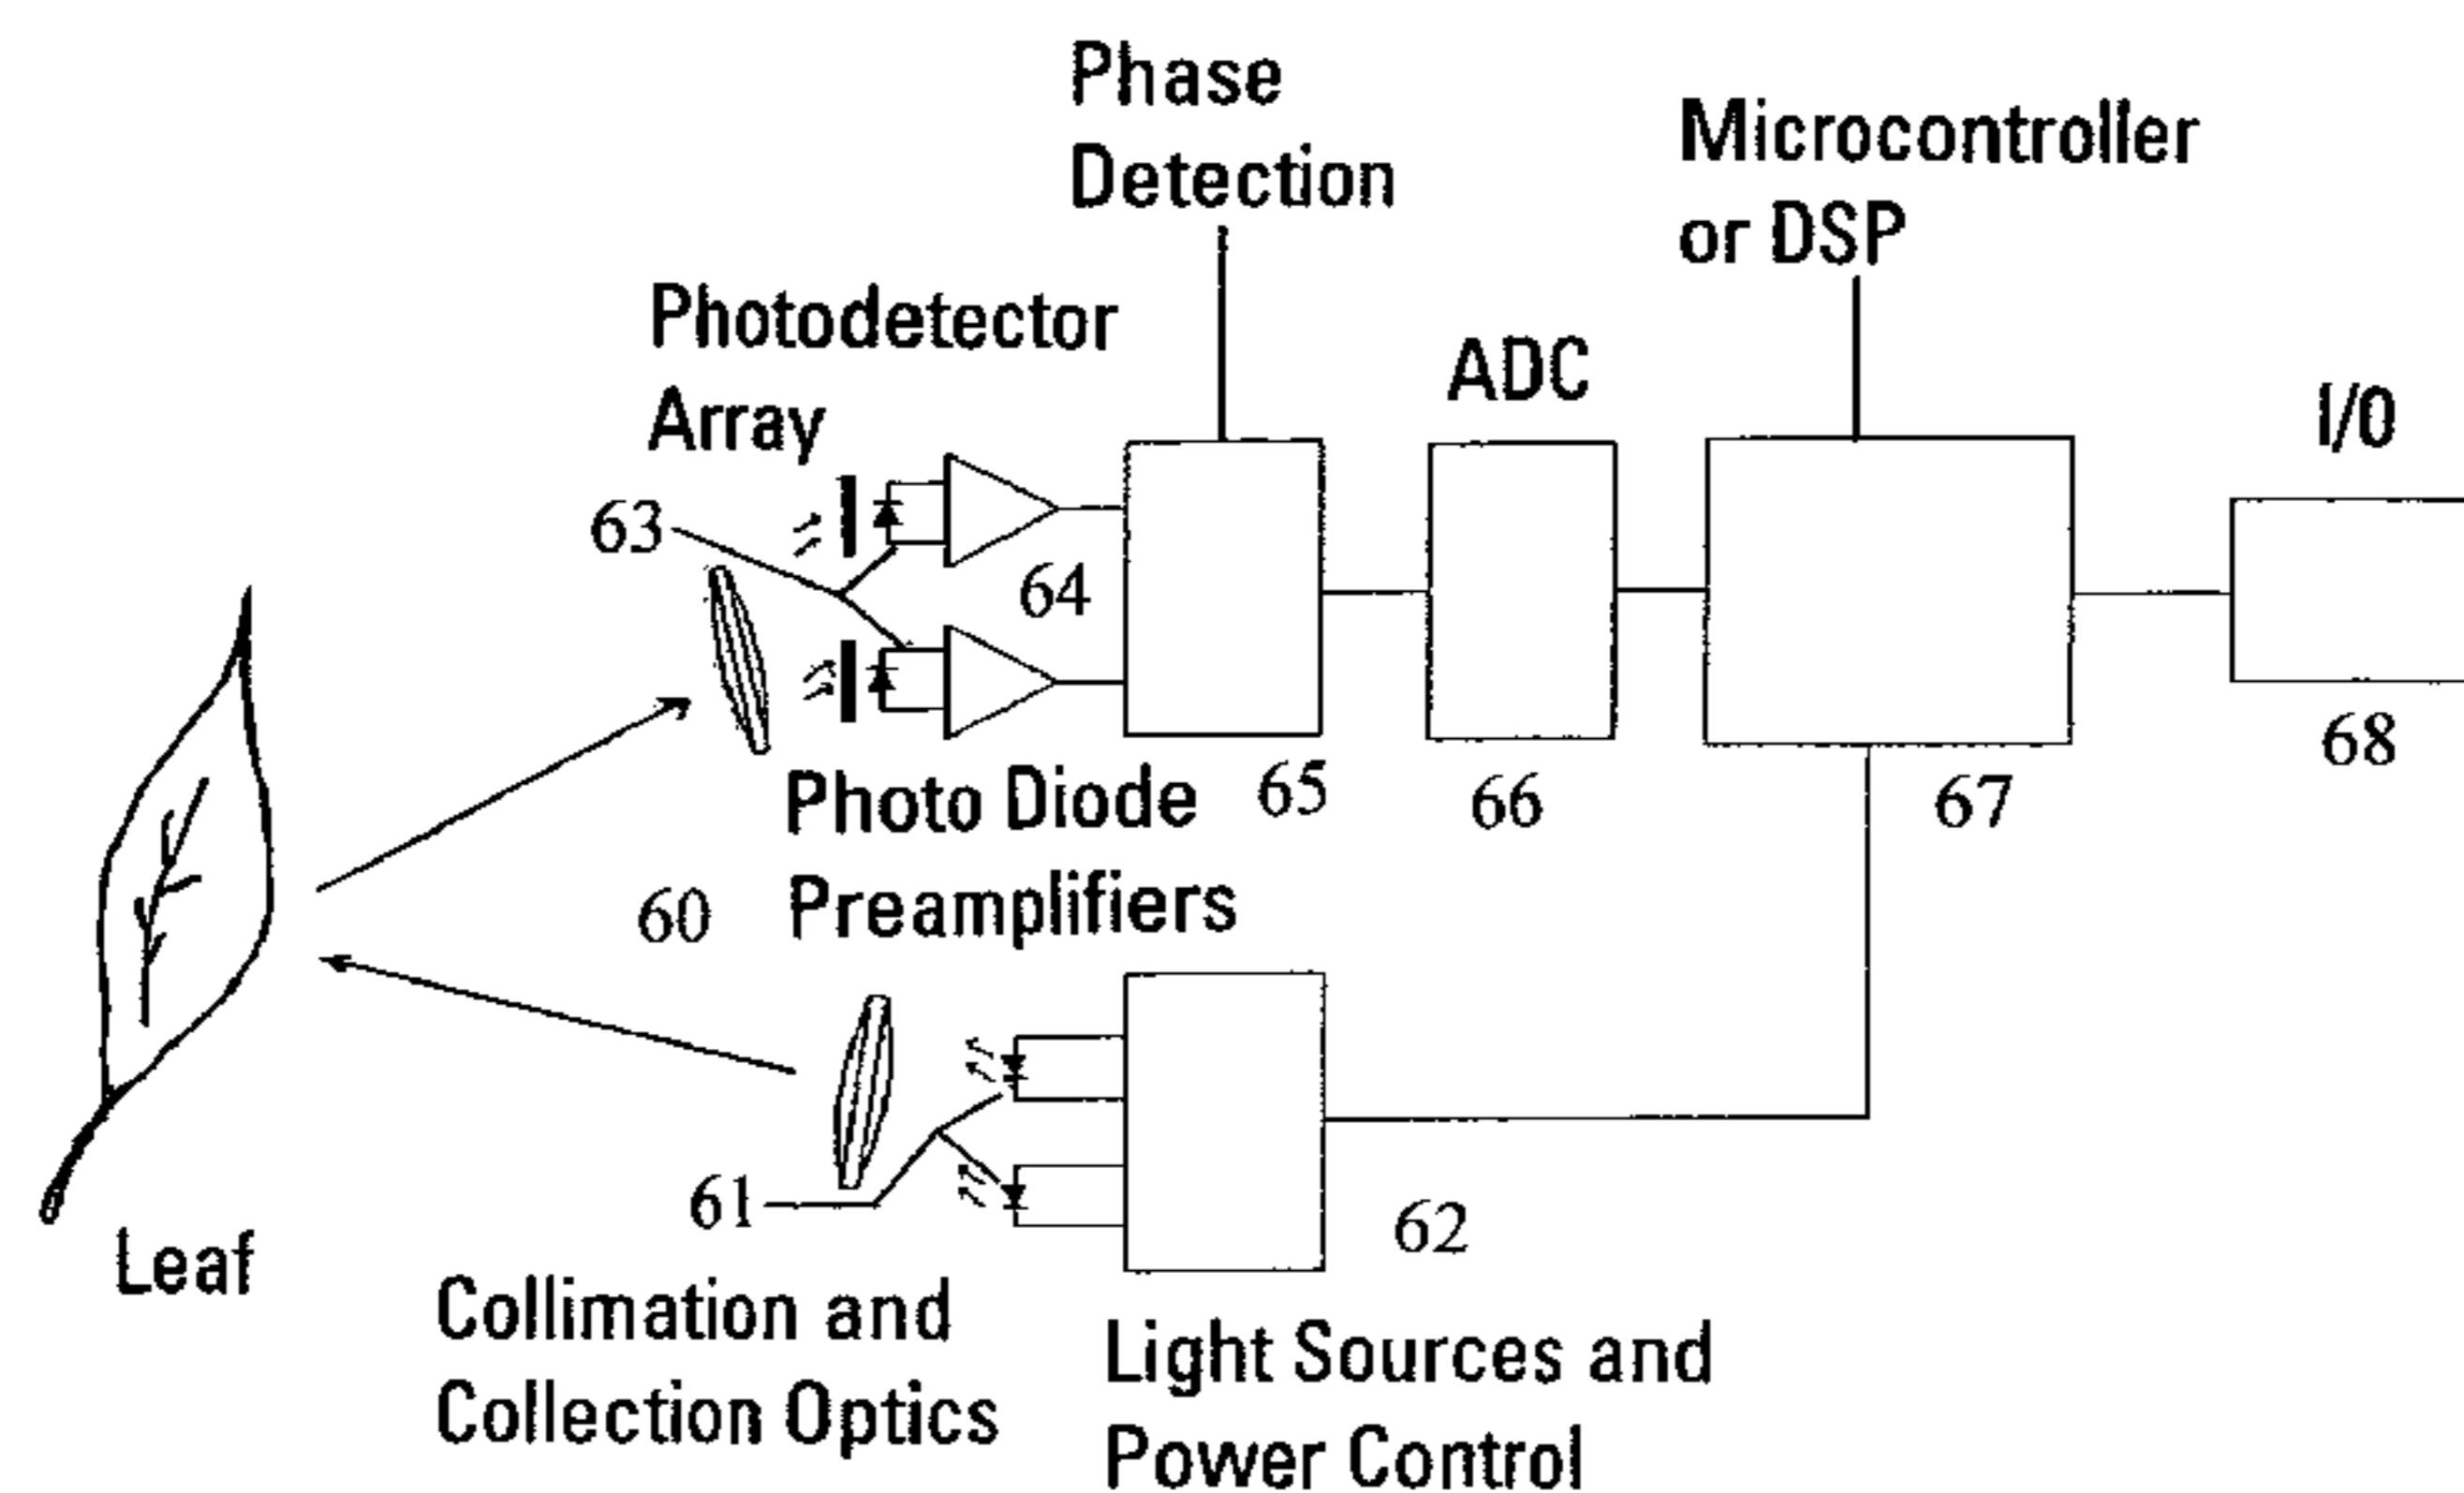 Phase
Detection
Microcontroller
or DSP
Photodetector
Array
ADC
I/O
63
64
65
66
67
68
Photo Diode
Preamplifiers
60
61
62
Leaf
Collimation and
Collection Optics
Light Sources and
Power Control